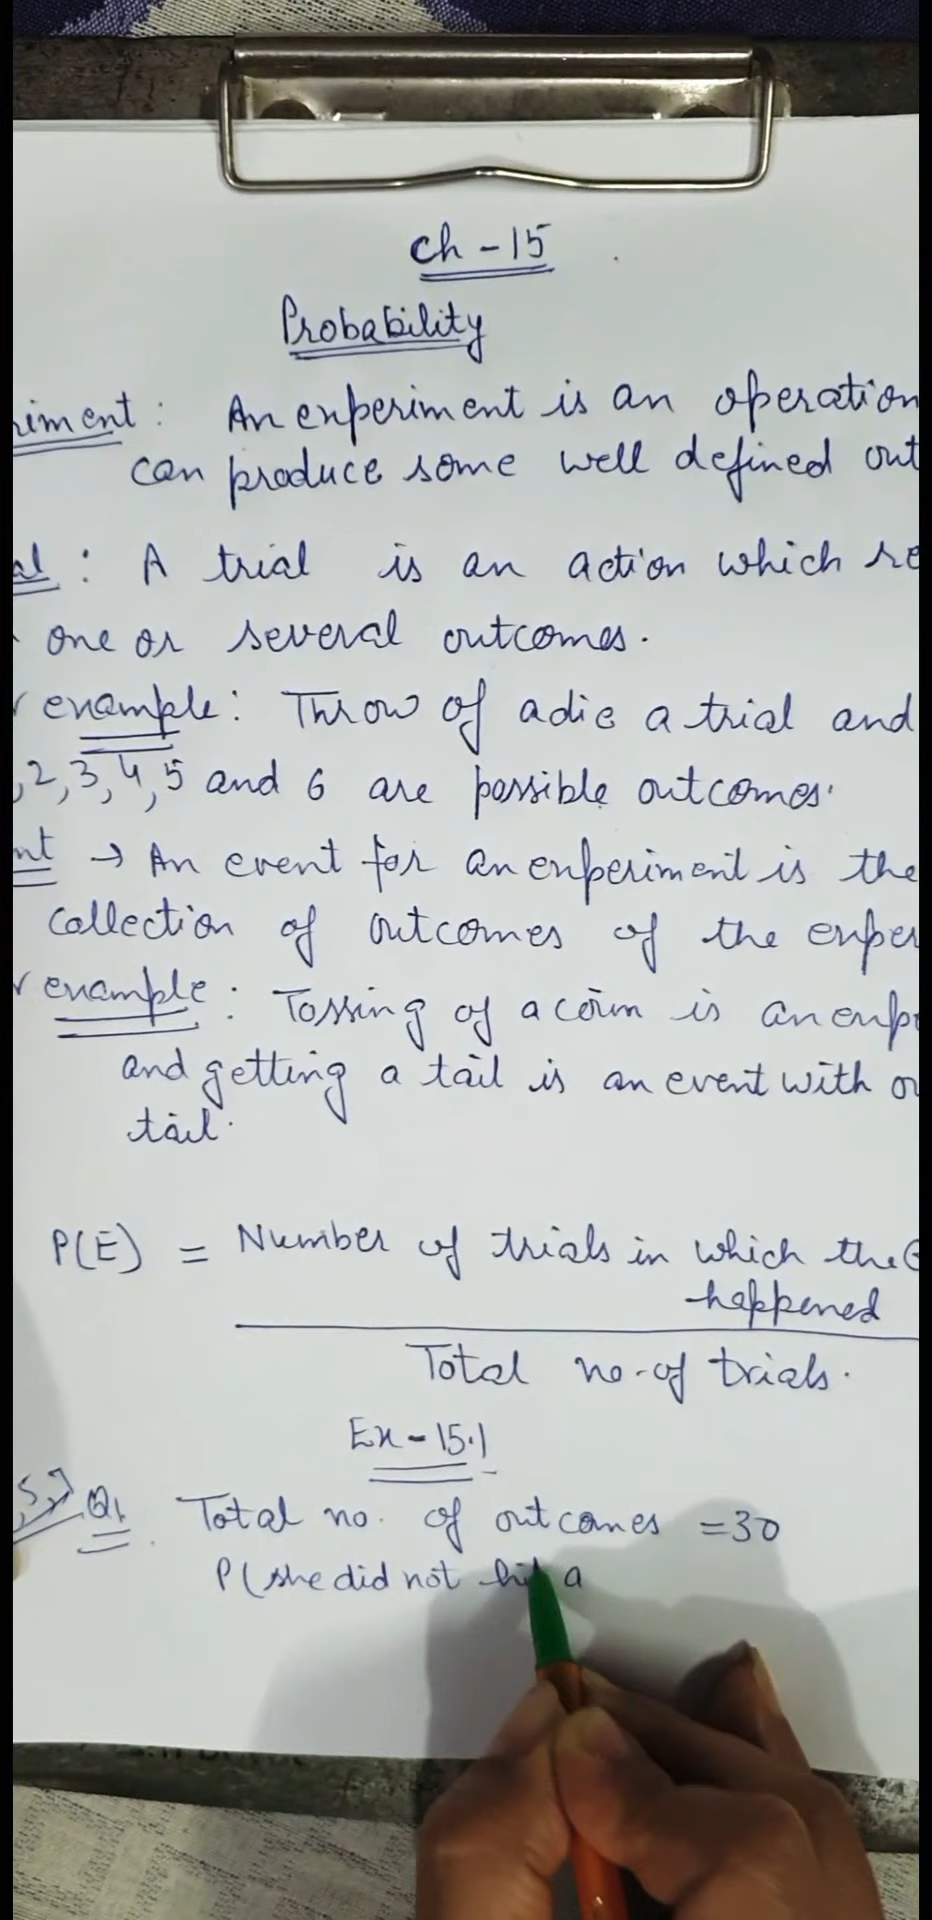 Ch - 15
Probability
riment : An experiment is an operation
can produce some well defined out
al : A trial is an action which re
one or several outcomes.
r example : Throw of a die a trial and
,2,3,4,5 and 6 are possible outcomes.
nt → An event for an experiment is the
collection of outcomes of the exper
r example : Tossing of a coin is an exp
and getting a tail is an event with ou
tail.
P(E) = Number of trials in which the E
happened
Total no. of trials.
Ex - 15.1
Q1. Total no. of outcomes = 30
P(she did not hit a